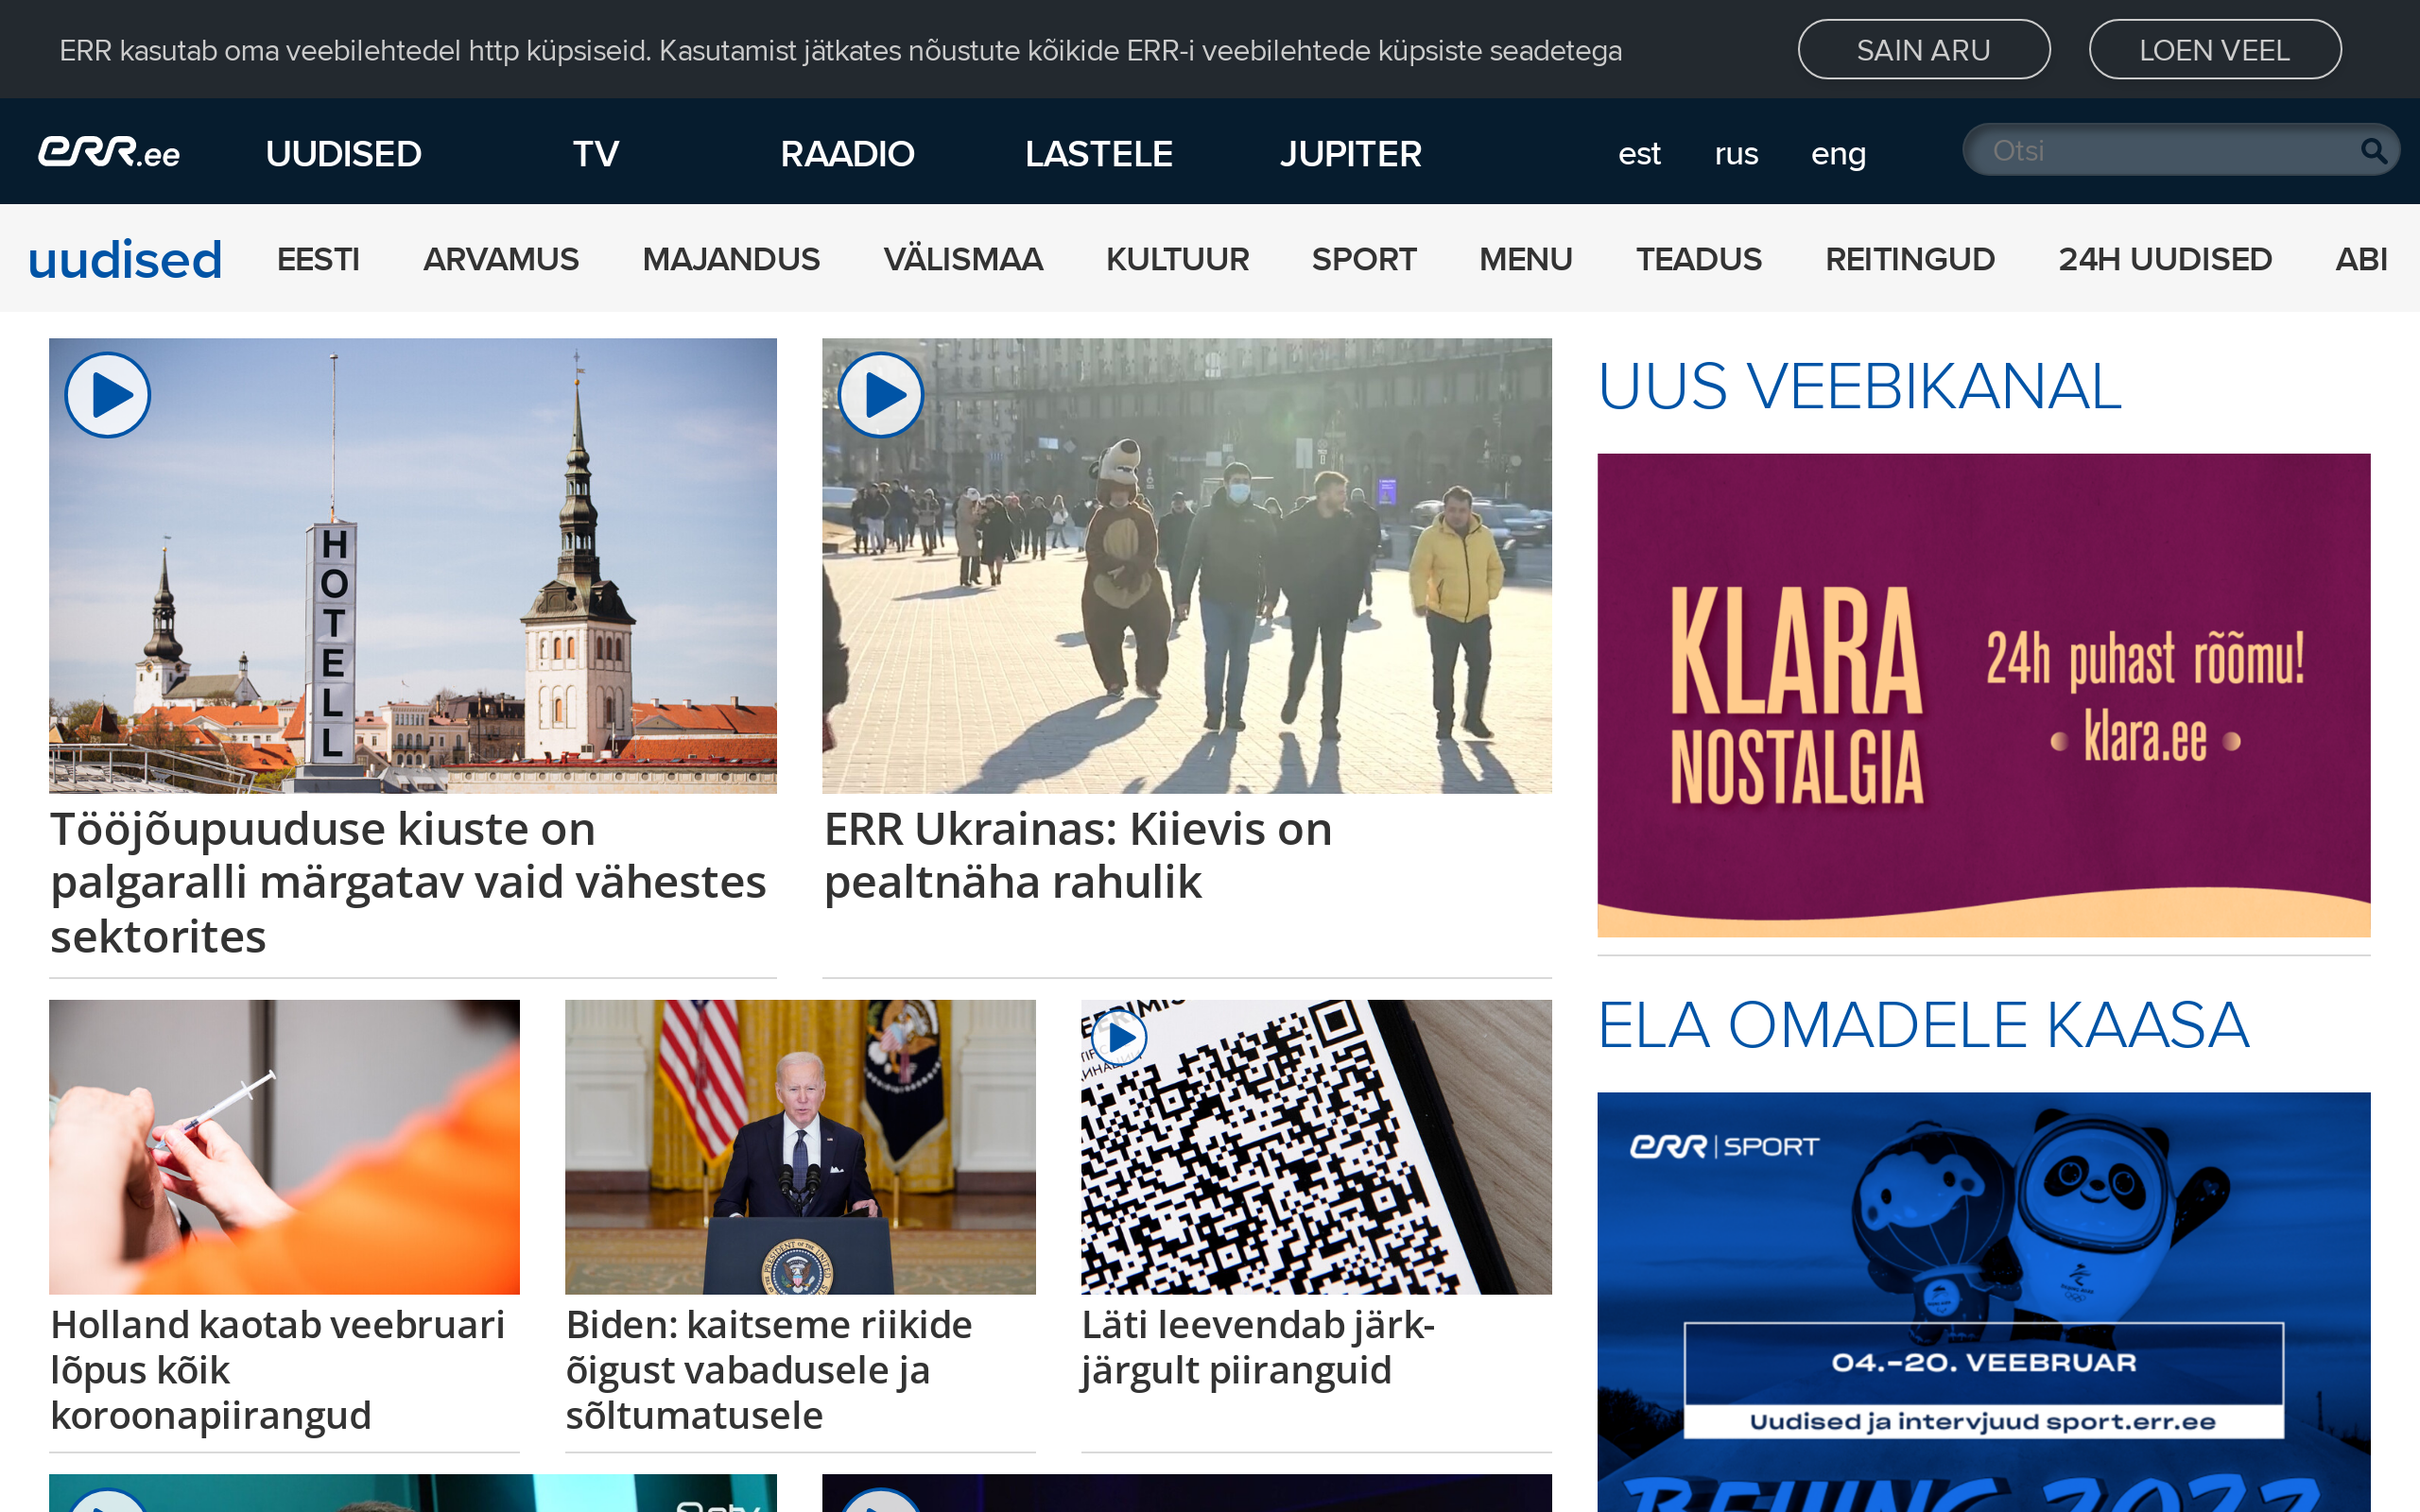 ERR kasutab oma veebilehtedel http küpsiseid. Kasutamist jätkates nõustute kõikide ERR-i veebilehtede küpsiste seadetega
SAIN ARU
LOEN VEEL
err.ee
UUDISED
TV
RAADIO
LASTELE
JUPITER
est
rus
eng
Otsi
uudised
EESTI
ARVAMUS
MAJANDUS
VÄLISMAA
KULTUUR
SPORT
MENU
TEADUS
REITINGUD
24H UUDISED
ABI
HOTELL
Tööjõupuuduse kiuste on
palgaralli märgatav vaid vähestes
sektorites
ERR Ukrainas: Kiievis on
pealtnäha rahulik
UUS VEEBIKANAL
KLARA
NOSTALGIA
24h puhast rõõmu!
• klara.ee •
Holland kaotab veebruari
lõpus kõik
koroonapiirangud
Biden: kaitseme riikide
õigust vabadusele ja
sõltumatusele
Läti leevendab järk-
järgult piiranguid
ELA OMADELE KAASA
err | SPORT
04.-20. VEEBRUAR
Uudised ja intervjuud sport.err.ee
BEIJING 2022